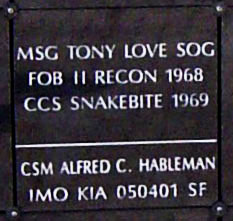 MSG TONY LOVE SOG
FOB II RECON 1968
CCS SNAKEBITE 1969
CSM ALFRED C. HABLEMAN
IMO KIA 050401 SF